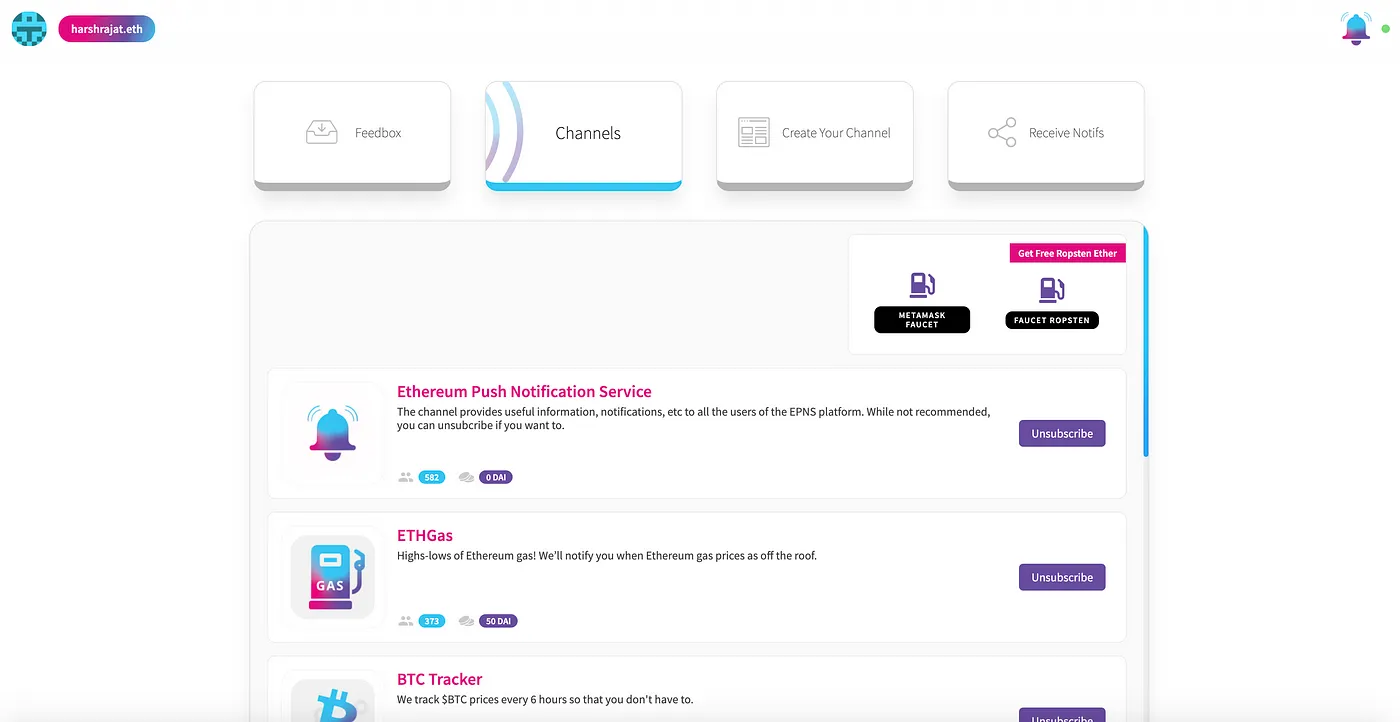 harshrajat.eth
Feedbox
Channels
Create Your Channel
Receive Notifs
Get Free Ropsten Ether
METAMASK
FAUCET
FAUCET ROPSTEN
Ethereum Push Notification Service
The channel provides useful information, notifications, etc to all the users of the EPNS platform. While not recommended,
you can unsubcribe if you want to.
Unsubscribe
582
0 DAI
ETHGas
Highs-lows of Ethereum gas! We'll notify you when Ethereum gas prices as off the roof.
Unsubscribe
GAS
373
50 DAI
BTC Tracker
We track $BTC prices every 6 hours so that you don't have to.
Unsubscribe